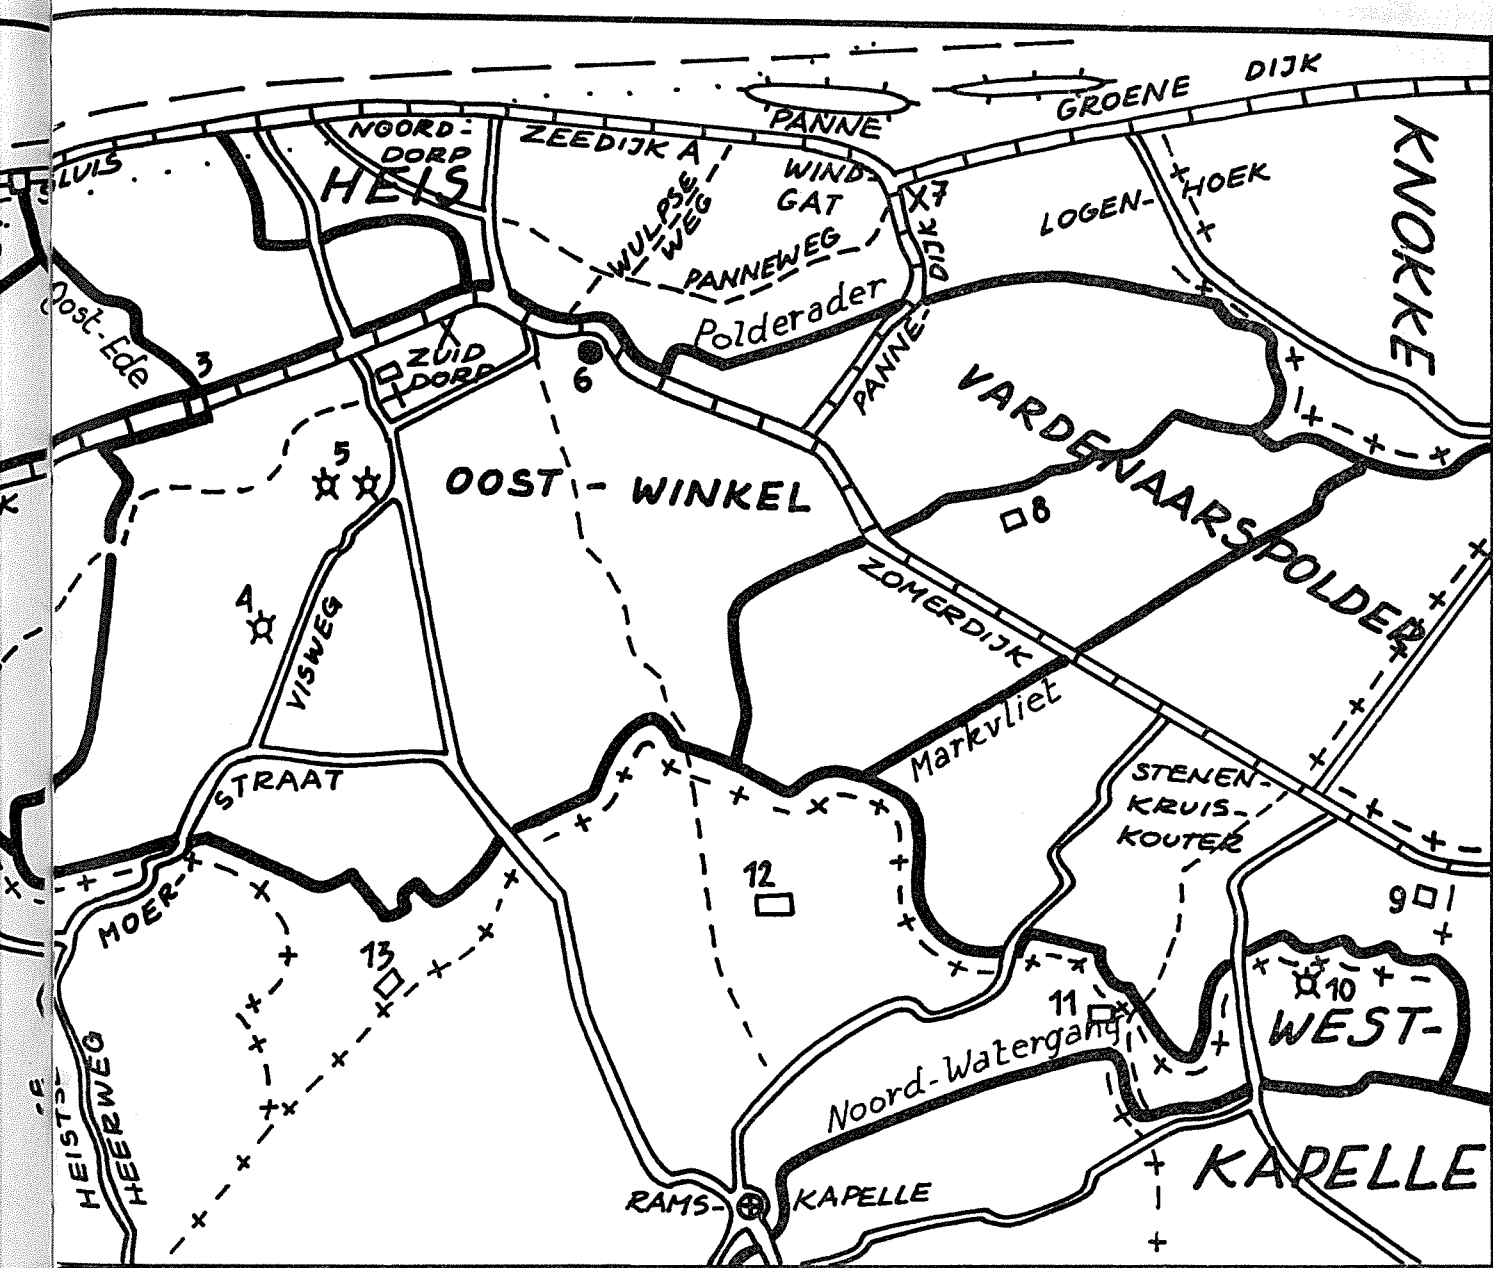 GROENE DIJK
NOORD-
DORP
HEIS
ZEEDIJK A
PANNE
SLUIS
WIND-
GAT
X7
WULPSE
WEG
PANNEWEG
Polderader
PANNE-
DIJK
LOGEN-
HOEK
KNOKKE
Oost-Ede
3
ZUID
DORP
6
5
OOST - WINKEL
VARDENAARSPOLDER
8
4
VISWEG
ZOMERDIJK
Markvliet
STRAAT
MOER-
STENEN-
KRUIS-
KOUTER
12
13
9
10
11
WEST-
KAPELLE
Noord-Watergang
HEISTS-
HEERWEG
RAMS-
KAPELLE